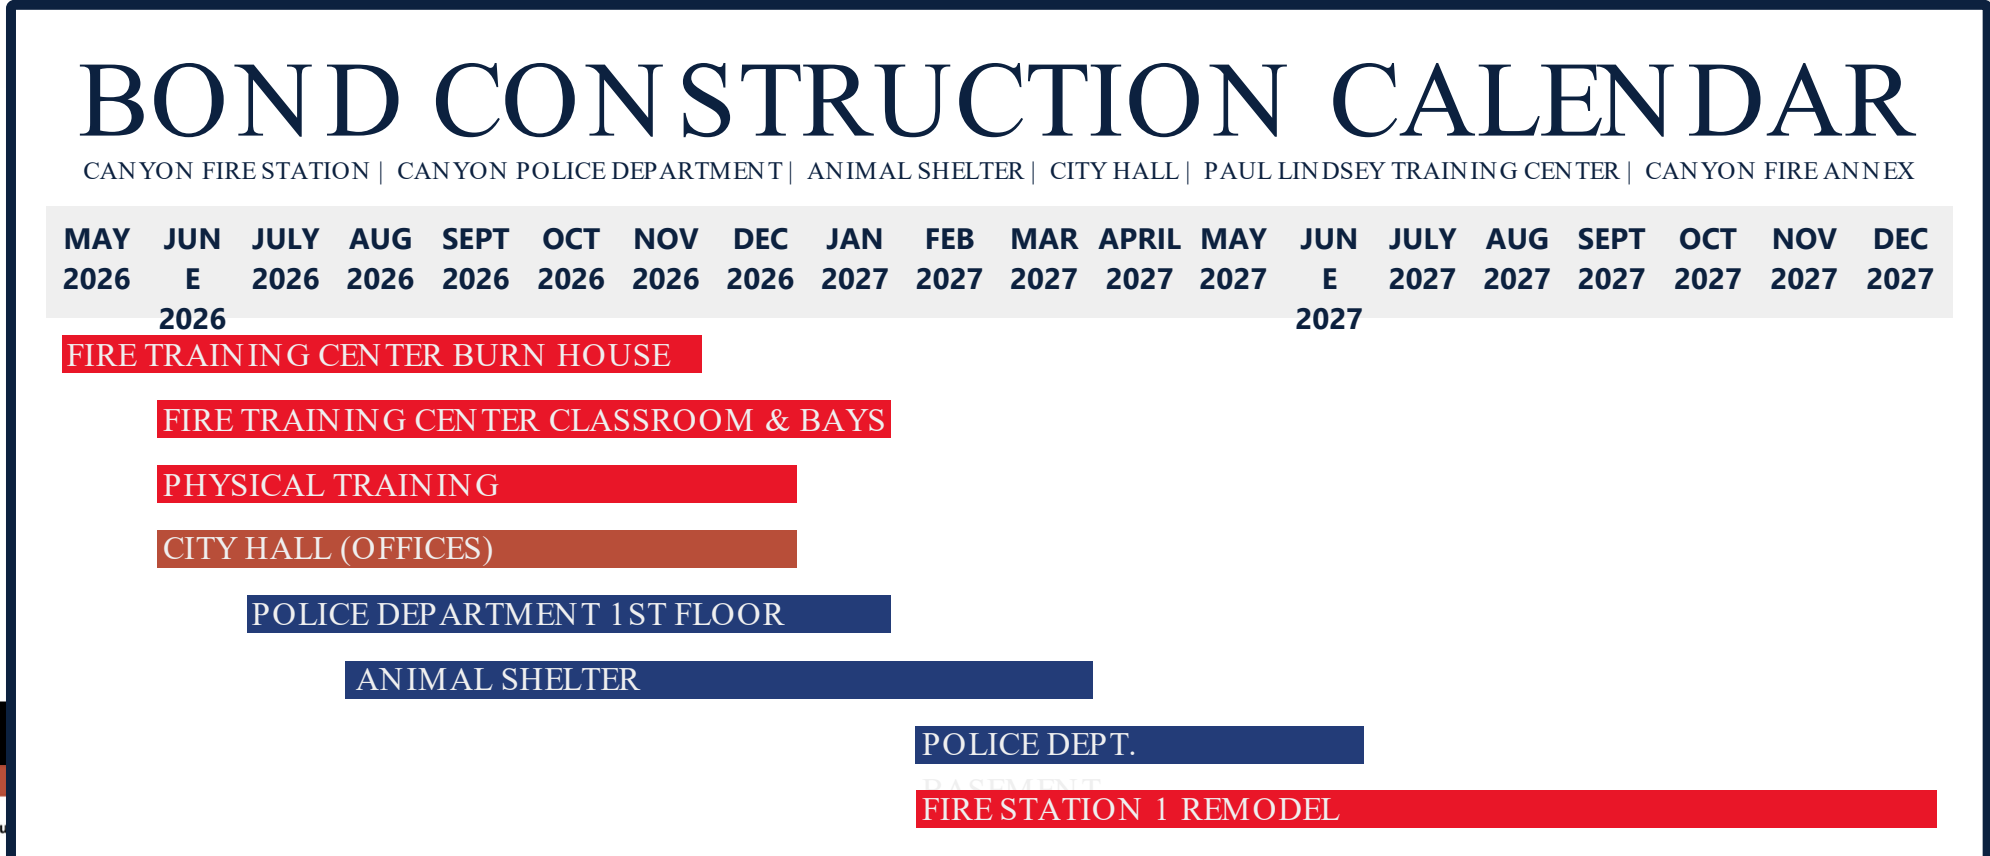 BOND CONSTRUCTION CALENDAR
CANYON FIRE STATION | CANYON POLICE DEPARTMENT | ANIMAL SHELTER | CITY HALL | PAUL LINDSEY TRAINING CENTER | CANYON FIRE ANNEX
MAY JUN JULY AUG SEPT OCT NOV DEC JAN FEB MAR APRIL MAY JUN JULY AUG SEPT OCT NOV DEC
2026 E 2026 2026 2026 2026 2026 2026 2027 2027 2027 2027 2027 E 2027 2027 2027 2027 2027 2027
2026 2027
FIRE TRAINING CENTER BURN HOUSE
FIRE TRAINING CENTER CLASSROOM & BAYS
PHYSICAL TRAINING
CITY HALL (OFFICES)
POLICE DEPARTMENT 1ST FLOOR
ANIMAL SHELTER
POLICE DEPT.
BASEMENT
FIRE STATION 1 REMODEL